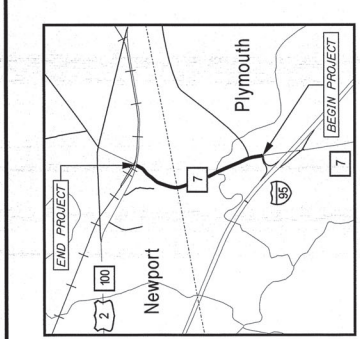 END PROJECT
100
2
Newport
7
Plymouth
95
BEGIN PROJECT
7